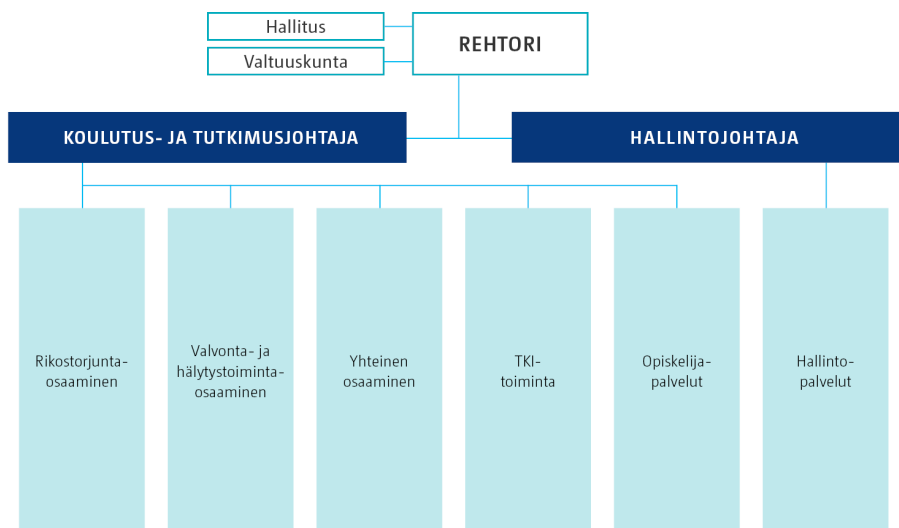 Hallitus
Valtuuskunta
REHTORI
KOULUTUS- JA TUTKIMUSJOHTAJA
HALLINTOJOHTAJA
Rikostorjunta-
osaaminen
Valvonta- ja
hälytystoiminta-
osaaminen
Yhteinen
osaaminen
TKI-
toiminta
Opiskelija-
palvelut
Hallinto-
palvelut